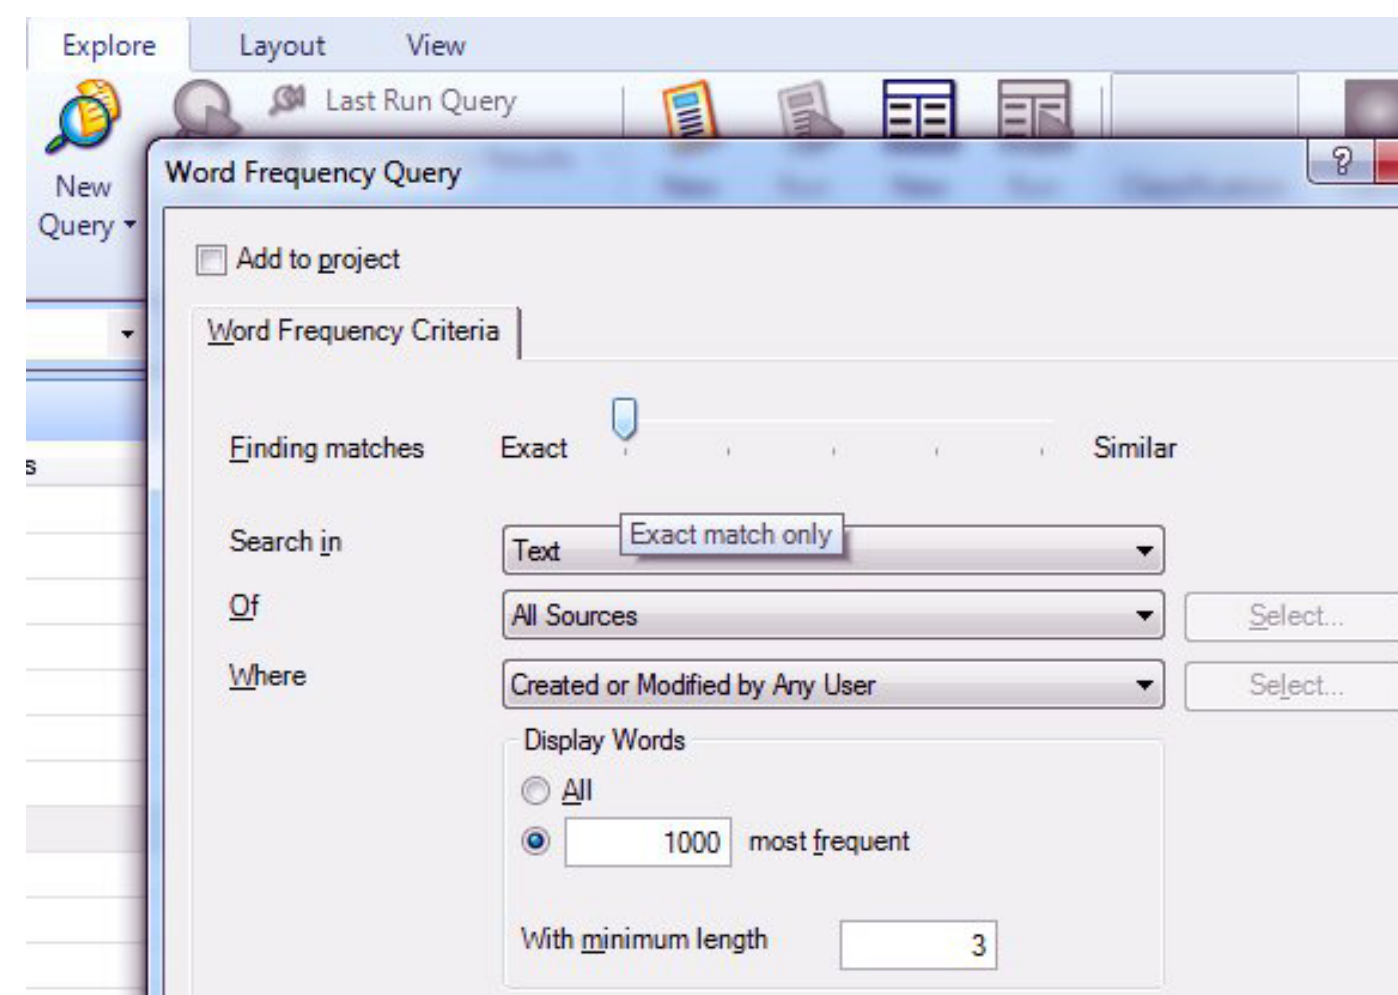 Explore Layout View
Last Run Query
New
Query
Word Frequency Query ?
Add to project
Word Frequency Criteria
s
Finding matches Exact Similar
Exact match only
Search in Text
Of All Sources Select...
Where Created or Modified by Any User Select...
Display Words
All
1000 most frequent
With minimum length 3